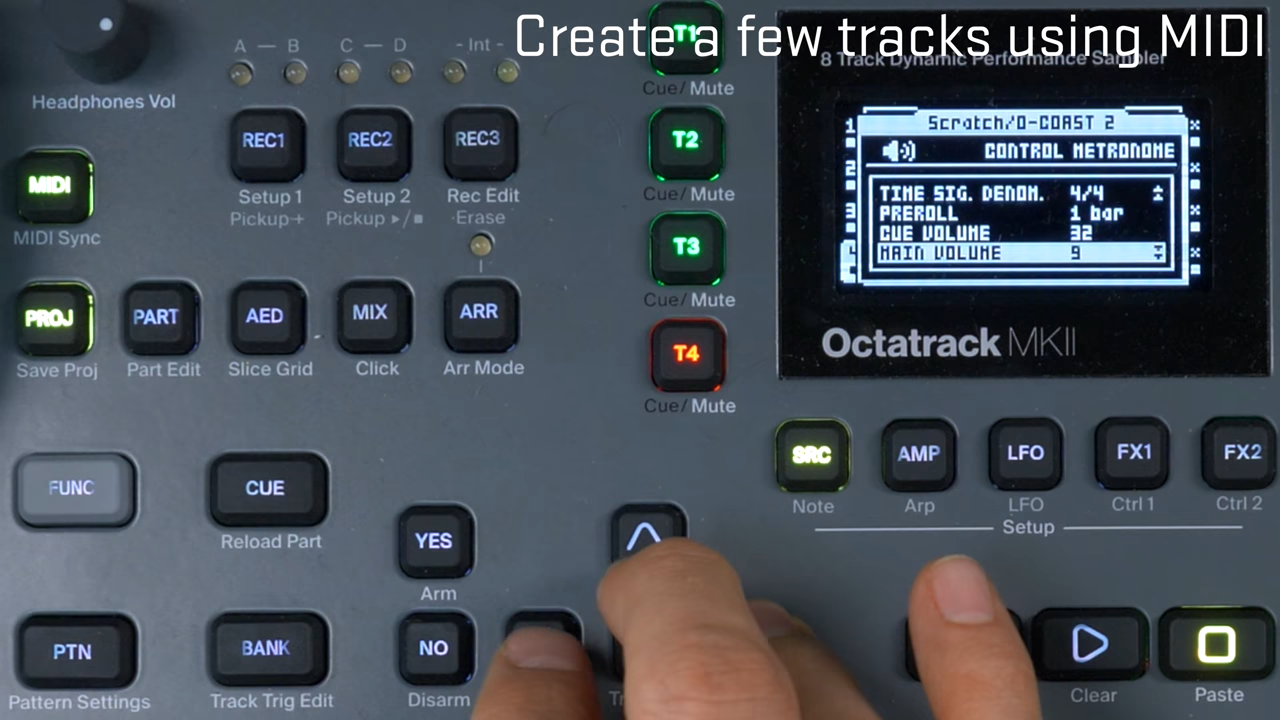 Create a few tracks using MIDI
A — B
C — D
- Int -
T1
8 Track Dynamic Performance Sampler
Headphones Vol
Cue/ Mute
REC1
REC2
REC3
T2
1
Scratch/0-COAST 2
CONTROL METRONOME
MIDI
Setup 1
Setup 2
Rec Edit
Cue/ Mute
2
TIME SIG. DENOM. 4/4
Pickup+
Pickup ▸/■
Erase
3
PREROLL 1 bar
MIDI Sync
T3
CUE VOLUME 32
MAIN VOLUME 9
PROJ
PART
AED
MIX
ARR
Cue/ Mute
Octatrack MKII
Save Proj
Part Edit
Slice Grid
Click
Arr Mode
T4
Cue/ Mute
SRC
AMP
LFO
FX1
FX2
FUNC
CUE
Note
Arp
LFO
Ctrl 1
Ctrl 2
Setup
Reload Part
YES
Arm
PTN
BANK
NO
Pattern Settings
Track Trig Edit
Disarm
Clear
Paste